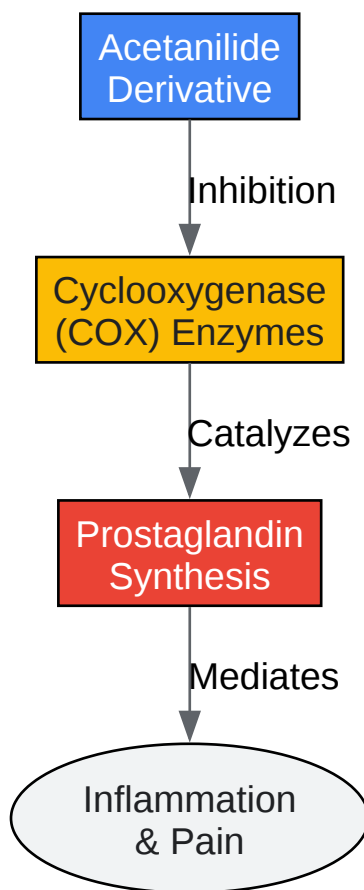 Acetanilide
Derivative
Inhibition
Cyclooxygenase
(COX) Enzymes
Catalyzes
Prostaglandin
Synthesis
Mediates
Inflammation
& Pain